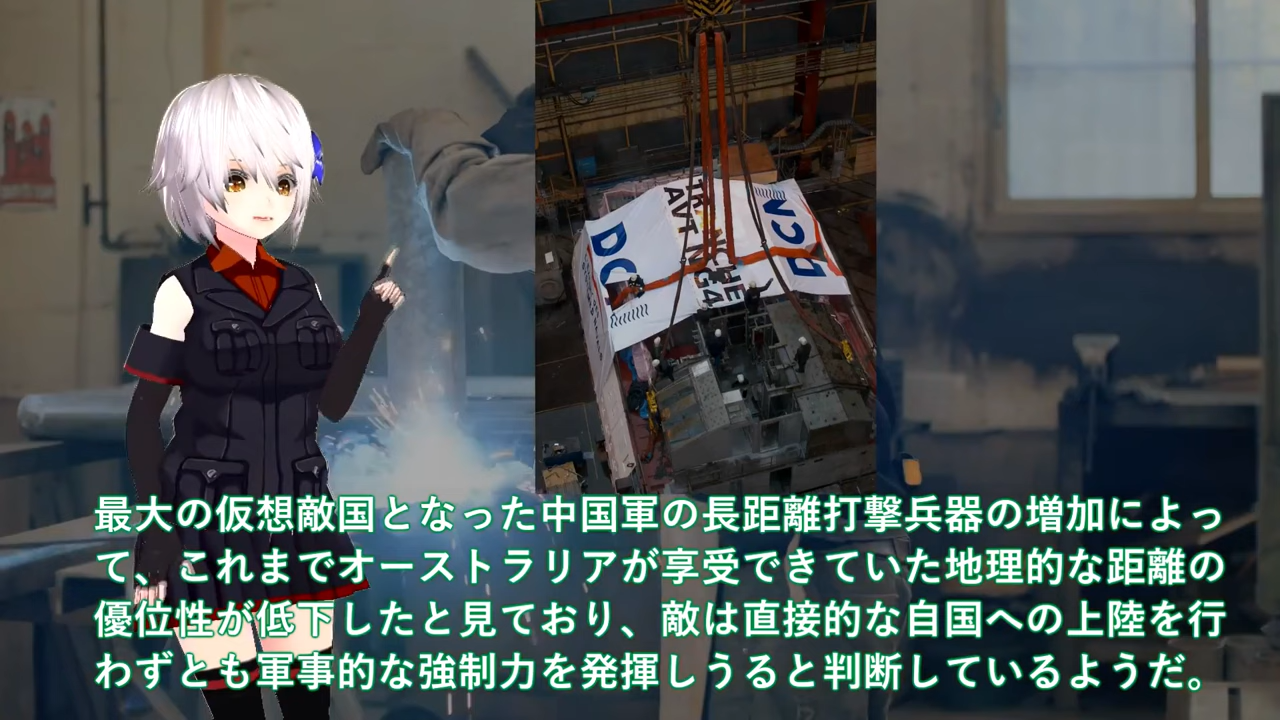 TRANCHE
AVT NG4
DCN
DCN
最大の仮想敵国となった中国軍の長距離打撃兵器の増加によっ
て、これまでオーストラリアが享受できていた地理的な距離の
優位性が低下したと見ており、敵は直接的な自国への上陸を行
わずとも軍事的な強制力を発揮しうると判断しているようだ。